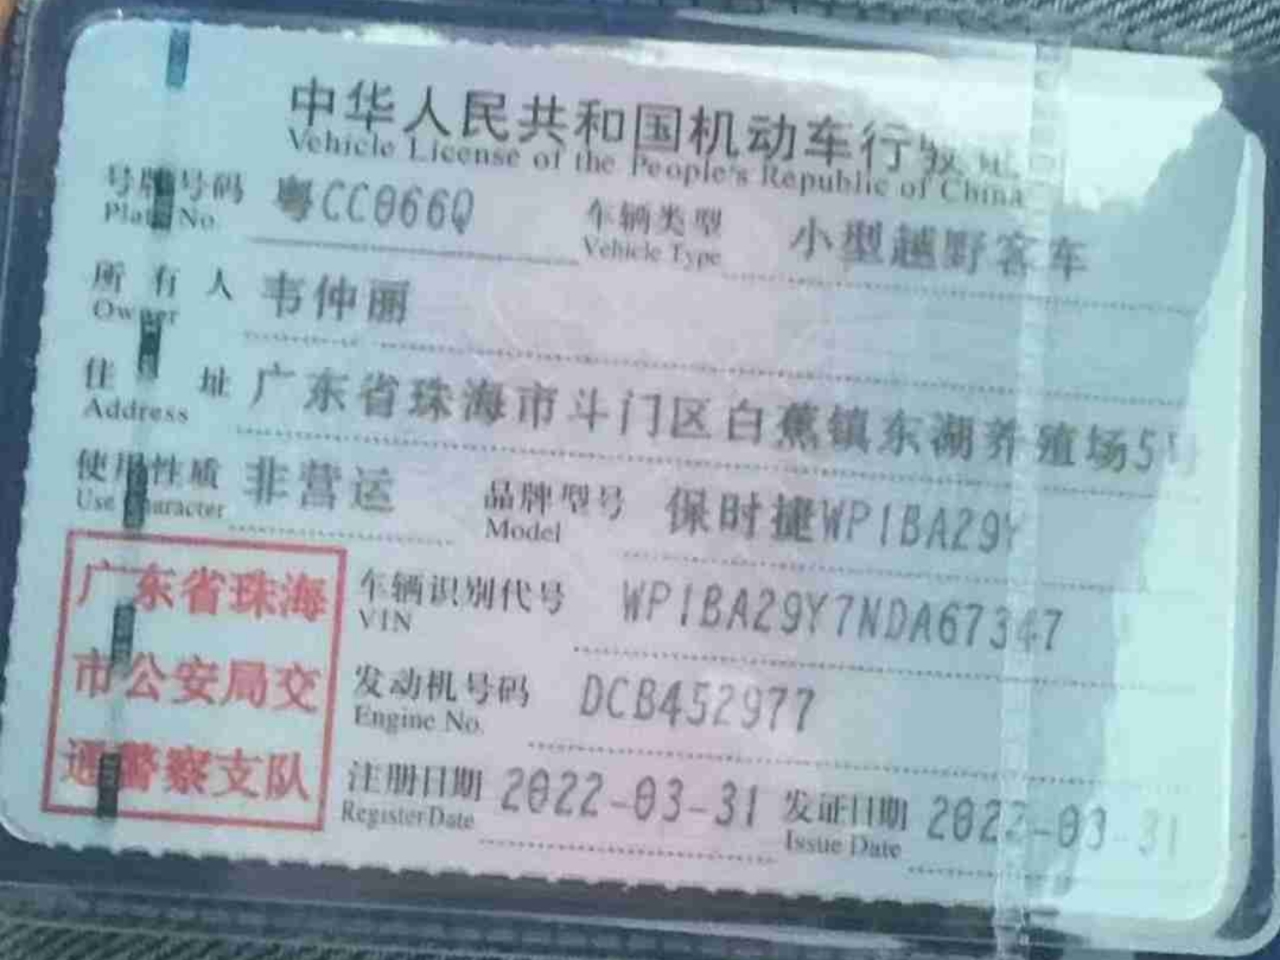 中华人民共和国机动车行驶证
Vehicle License of the People's Republic of China
号牌号码 粤CC066Q 车辆类型 小型越野客车
Plate No. Vehicle Type
所有人 韦仲丽
Owner
住址 广东省珠海市斗门区白蕉镇东湖养殖场5号
Address
使用性质 非营运 品牌型号 保时捷WP1BA29Y
Use Character Model
广东省珠海
市公安局交
通警察支队
车辆识别代号 WP1BA29Y7NDA67347
VIN
发动机号码 DCB452977
Engine No.
注册日期 2022-03-31 发证日期 2022-03-31
Register Date Issue Date